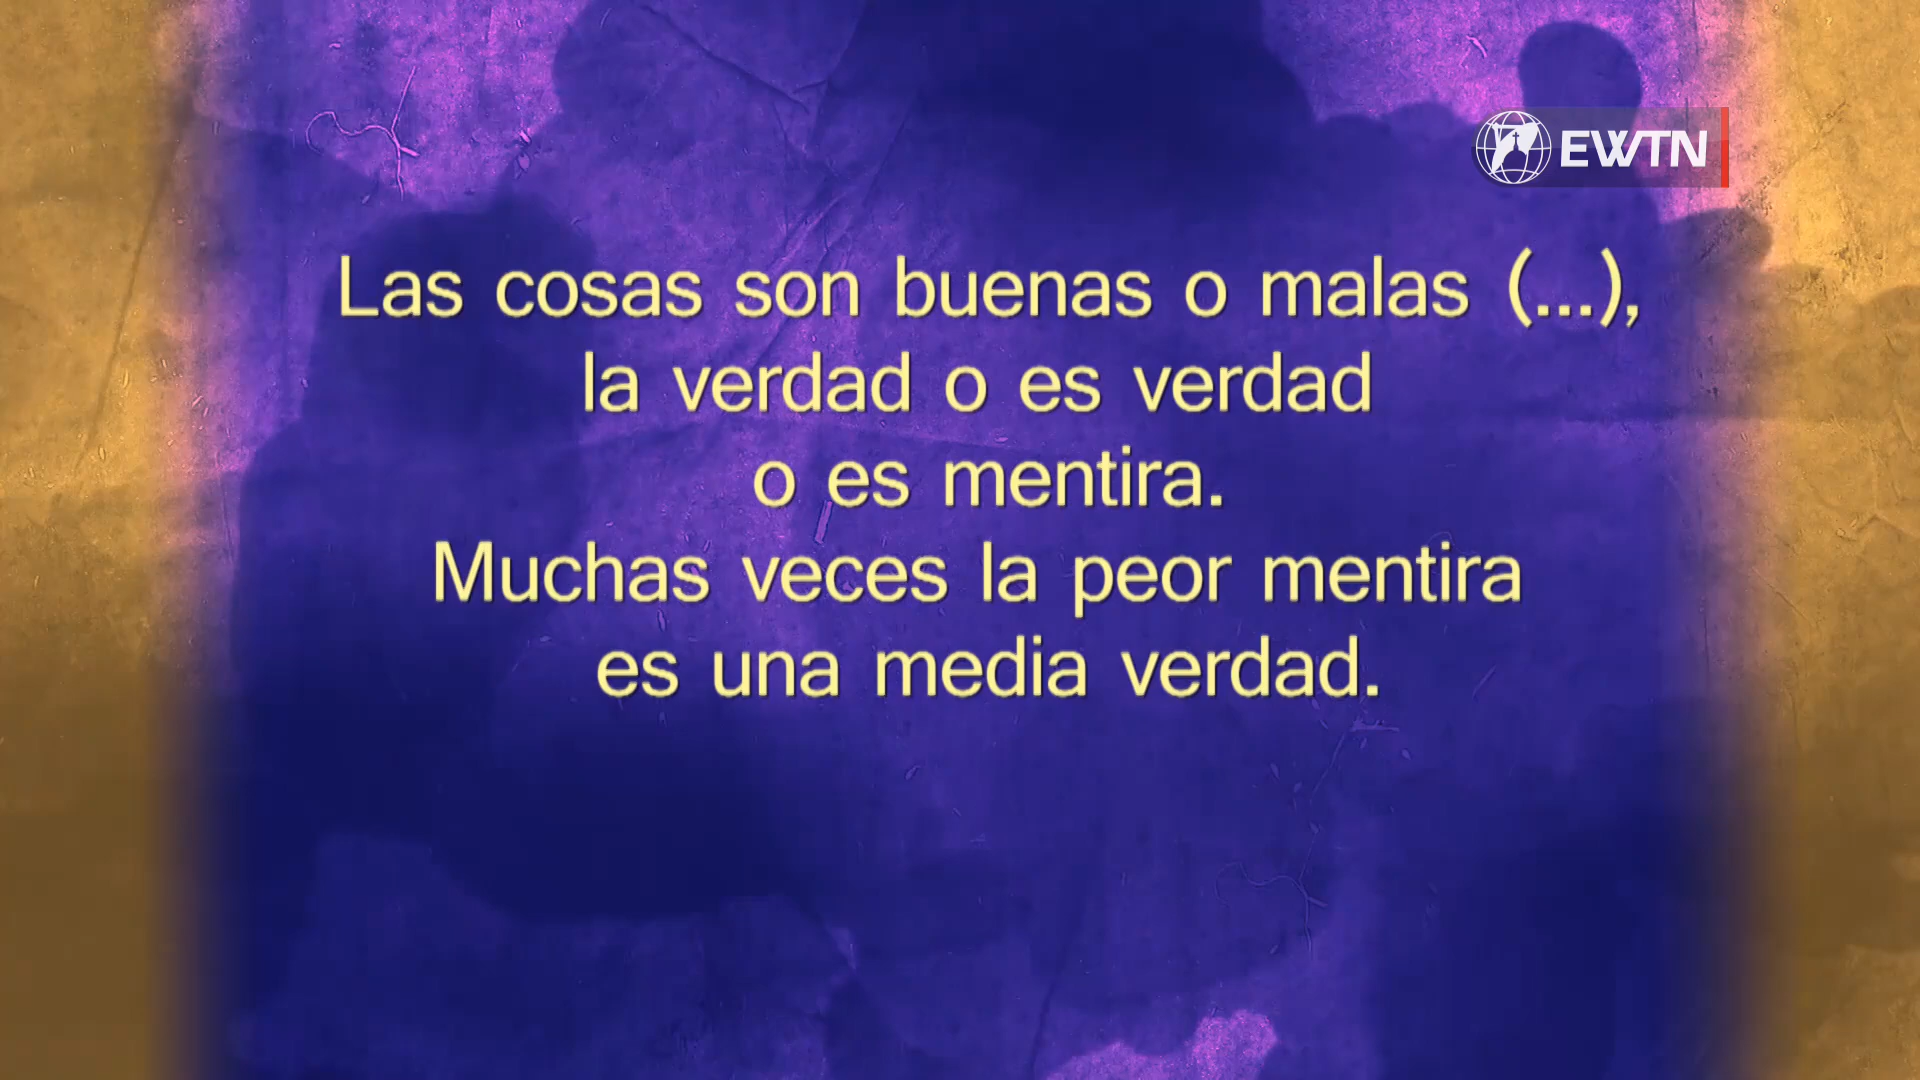 EWTN
Las cosas son buenas o malas (...),
la verdad o es verdad
o es mentira.
Muchas veces la peor mentira
es una media verdad.